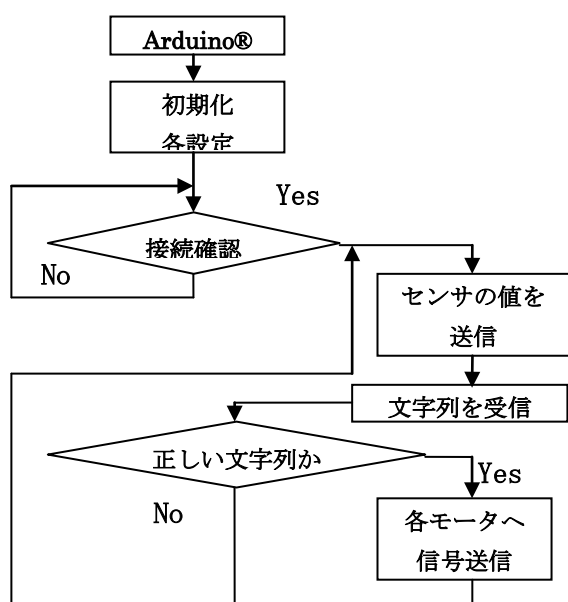 Arduino®
初期化
各設定
Yes
接続確認
No
センサの値を
送信
文字列を受信
正しい文字列か
Yes
No
各モータへ
信号送信